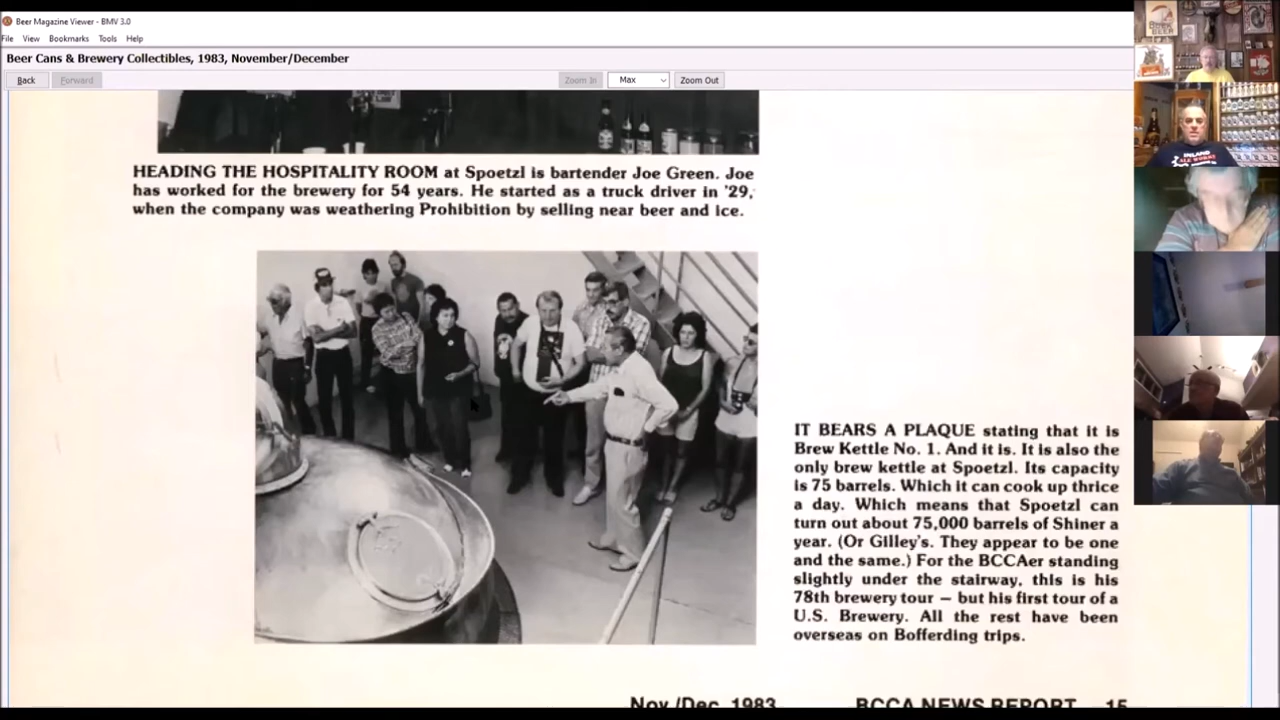 Beer Magazine Viewer - BMV 3.0
File View Bookmarks Tools Help
Beer Cans & Brewery Collectibles, 1983, November/December
Back Forward Zoom In Max Zoom Out
HEADING THE HOSPITALITY ROOM at Spoetzl is bartender Joe Green. Joe
has worked for the brewery for 54 years. He started as a truck driver in '29,
when the company was weathering Prohibition by selling near beer and ice.
IT BEARS A PLAQUE stating that it is
Brew Kettle No. 1. And it is. It is also the
only brew kettle at Spoetzl. Its capacity
is 75 barrels. Which it can cook up thrice
a day. Which means that Spoetzl can
turn out about 75,000 barrels of Shiner a
year. (Or Gilley's. They appear to be one
and the same.) For the BCCAer standing
slightly under the stairway, this is his
78th brewery tour — but his first tour of a
U.S. Brewery. All the rest have been
overseas on Bofferding trips.
Nov./Dec. 1983 BCCA NEWS REPORT 15
BEER
INLAND
ALE WORKS